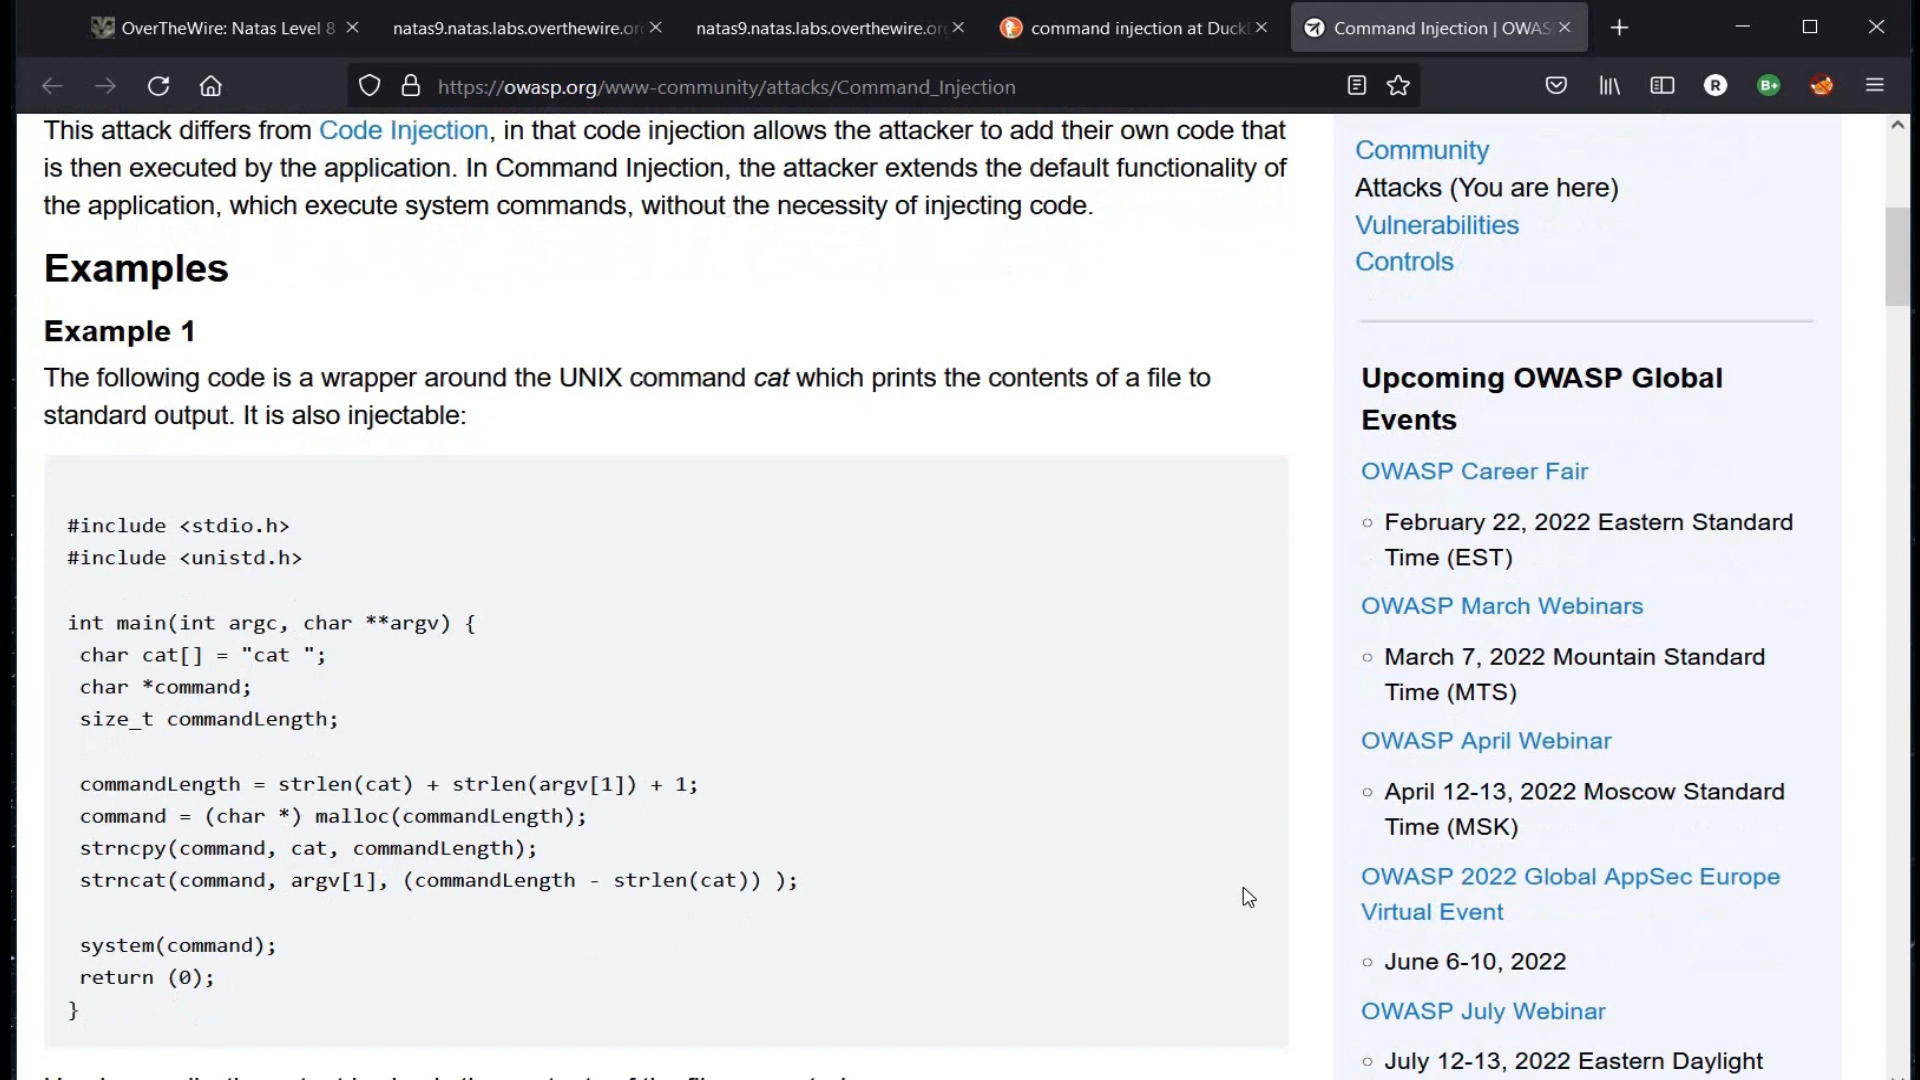 OverTheWire: Natas Level 8
natas9.natas.labs.overthewire.or
natas9.natas.labs.overthewire.or
command injection at Duck
Command Injection | OWAS
https://owasp.org/www-community/attacks/Command_Injection
R
B+
This attack differs from Code Injection, in that code injection allows the attacker to add their own code that
is then executed by the application. In Command Injection, the attacker extends the default functionality of
the application, which execute system commands, without the necessity of injecting code.
Examples
Example 1
The following code is a wrapper around the UNIX command cat which prints the contents of a file to
standard output. It is also injectable:
#include <stdio.h>
#include <unistd.h>
int main(int argc, char **argv) {
char cat[] = "cat ";
char *command;
size_t commandLength;
commandLength = strlen(cat) + strlen(argv[1]) + 1;
command = (char *) malloc(commandLength);
strncpy(command, cat, commandLength);
strncat(command, argv[1], (commandLength - strlen(cat)) );
system(command);
return (0);
}
Community
Attacks (You are here)
Vulnerabilities
Controls
Upcoming OWASP Global
Events
OWASP Career Fair
February 22, 2022 Eastern Standard
Time (EST)
OWASP March Webinars
March 7, 2022 Mountain Standard
Time (MTS)
OWASP April Webinar
April 12-13, 2022 Moscow Standard
Time (MSK)
OWASP 2022 Global AppSec Europe
Virtual Event
June 6-10, 2022
OWASP July Webinar
July 12-13, 2022 Eastern Daylight